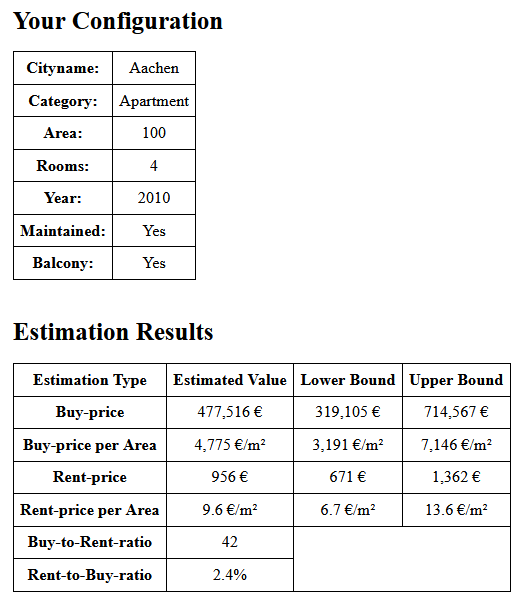 Your Configuration
Cityname: Aachen
Category: Apartment
Area: 100
Rooms: 4
Year: 2010
Maintained: Yes
Balcony: Yes
Estimation Results
Estimation Type Estimated Value Lower Bound Upper Bound
Buy-price 477,516 € 319,105 € 714,567 €
Buy-price per Area 4,775 €/m² 3,191 €/m² 7,146 €/m²
Rent-price 956 € 671 € 1,362 €
Rent-price per Area 9.6 €/m² 6.7 €/m² 13.6 €/m²
Buy-to-Rent-ratio 42
Rent-to-Buy-ratio 2.4%